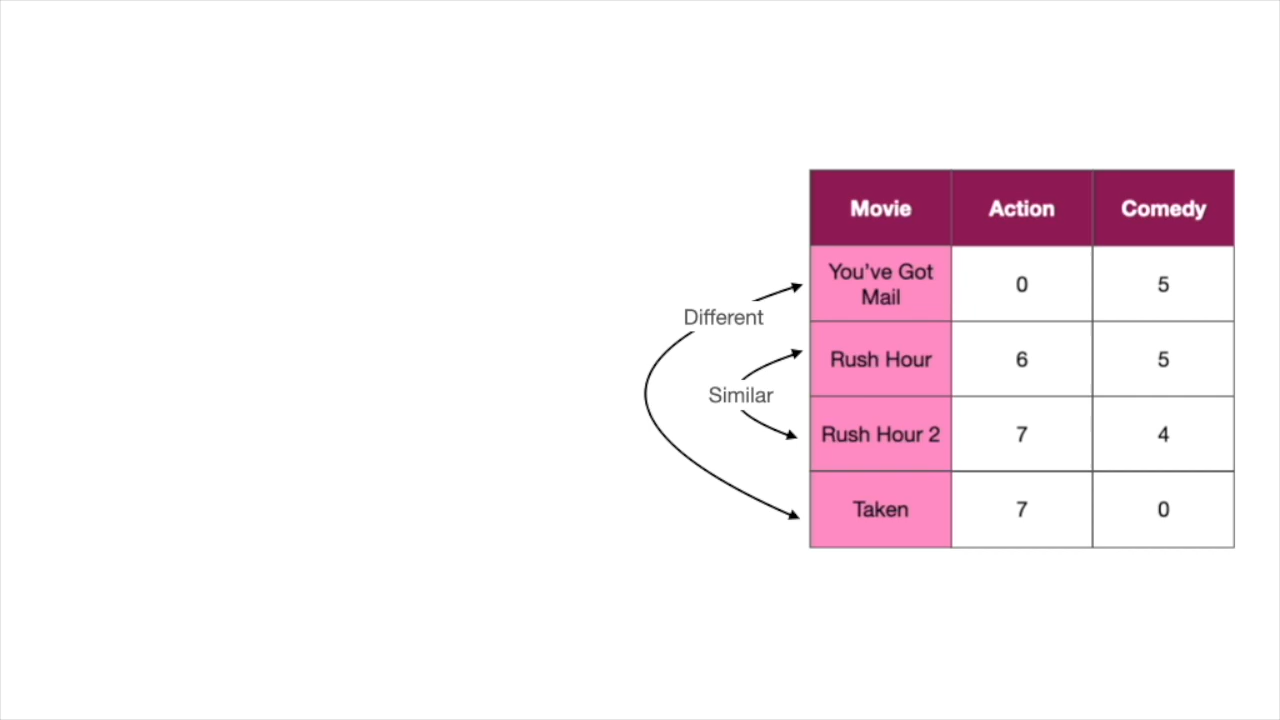 Movie Action Comedy
You've Got
Mail 0 5
Different
Rush Hour 6 5
Similar
Rush Hour 2 7 4
Taken 7 0